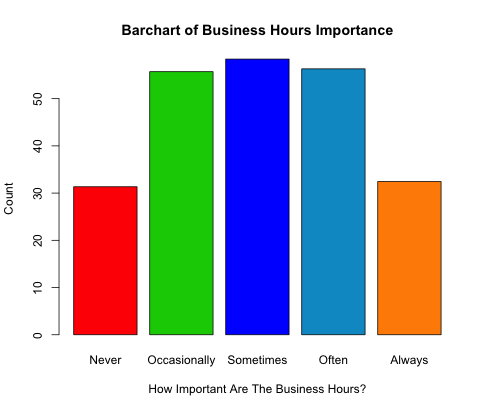 Barchart of Business Hours Importance
Count
50
40
30
20
10
0
Never Occasionally Sometimes Often Always
How Important Are The Business Hours?